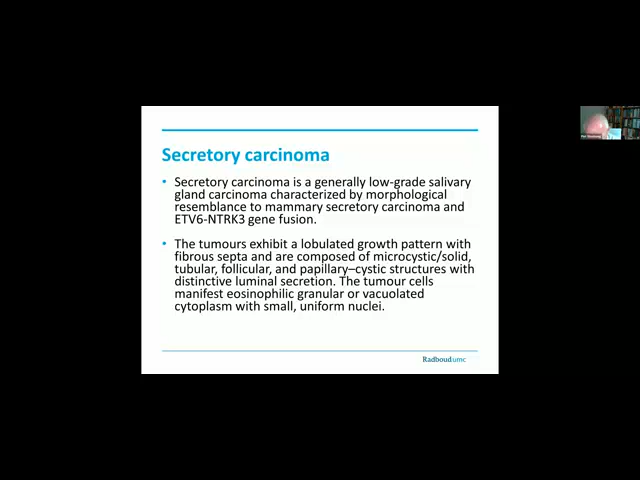 Secretory carcinoma
• Secretory carcinoma is a generally low-grade salivary
gland carcinoma characterized by morphological
resemblance to mammary secretory carcinoma and
ETV6-NTRK3 gene fusion.
• The tumours exhibit a lobulated growth pattern with
fibrous septa and are composed of microcystic/solid,
tubular, follicular, and papillary–cystic structures with
distinctive luminal secretion. The tumour cells
manifest eosinophilic granular or vacuolated
cytoplasm with small, uniform nuclei.
Radboudumc